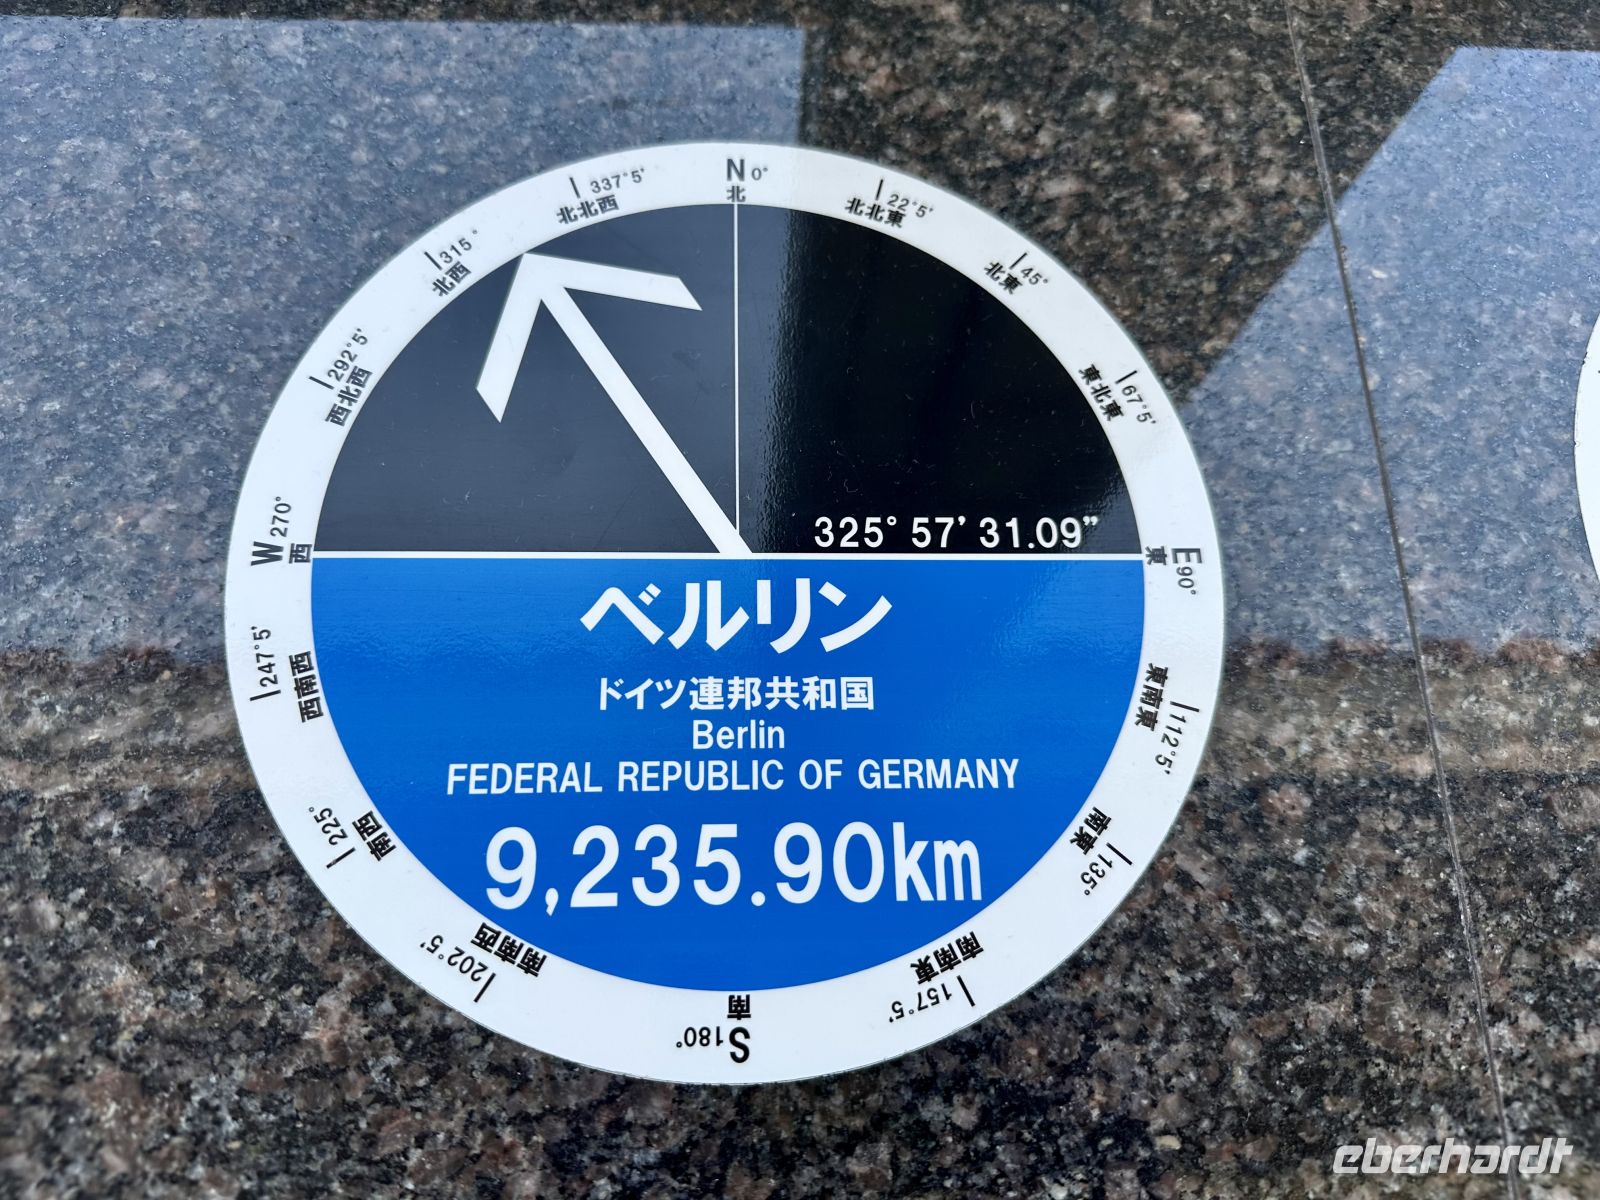 N 0°
北
22°5'
北北東
45°
北東
67°5'
東北東
E 90°
東
112°5'
東南東
135°
南東
157°5'
南南東
S 180°
南
202°5'
南南西
225°
南西
247°5'
西南西
W 270°
西
292°5'
西北西
315°
北西
337°5'
北北西
325° 57' 31.09"
ベルリン
ドイツ連邦共和国
Berlin
FEDERAL REPUBLIC OF GERMANY
9,235.90km
eberhardt